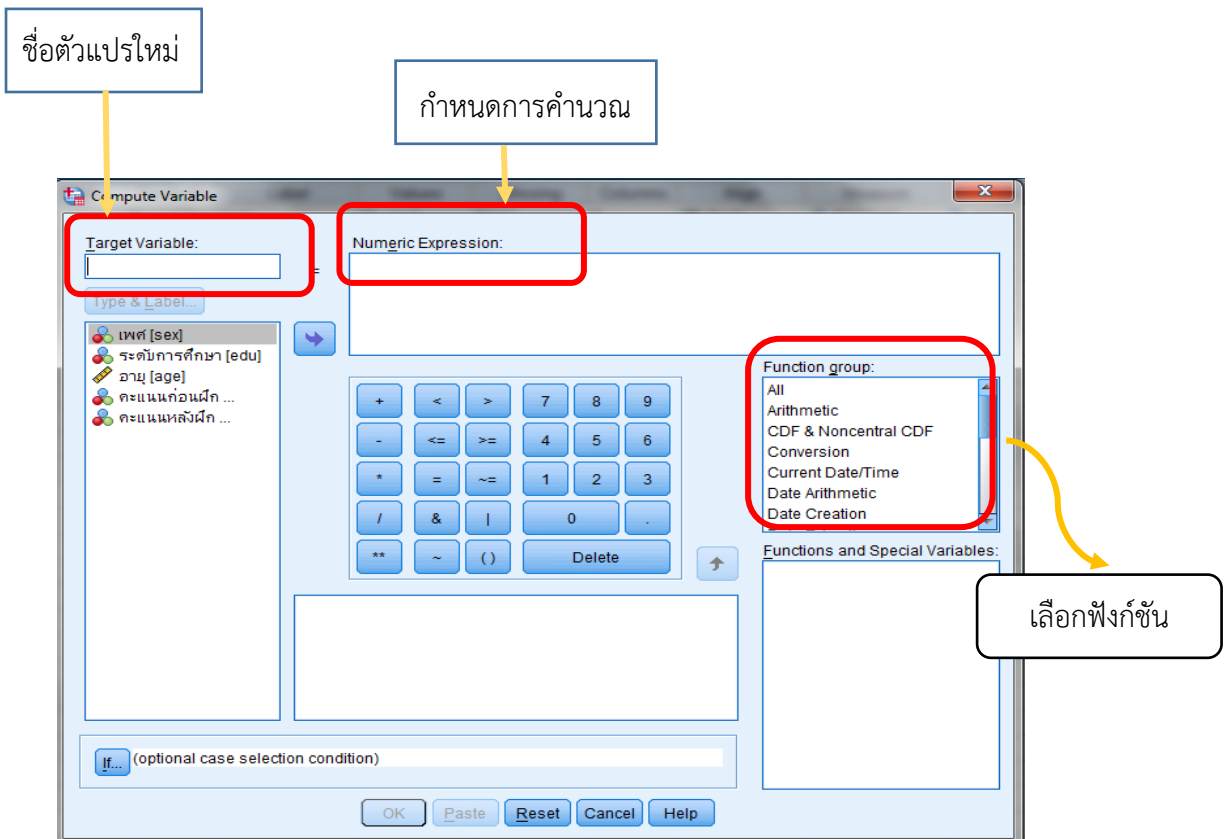 ชื่อตัวแปรใหม่
กำหนดการคำนวณ
Compute Variable
Target Variable:
=
Numeric Expression:
Type & Label...
เพศ [sex]
ระดับการศึกษา [edu]
อายุ [age]
คะแนนก่อนฝึก ...
คะแนนหลังฝึก ...
+ < > 7 8 9
- <= >= 4 5 6
* = ~= 1 2 3
/ & | 0 .
** ~ ( ) Delete
Function group:
All
Arithmetic
CDF & Noncentral CDF
Conversion
Current Date/Time
Date Arithmetic
Date Creation
Functions and Special Variables:
เลือกฟังก์ชัน
If... (optional case selection condition)
OK Paste Reset Cancel Help